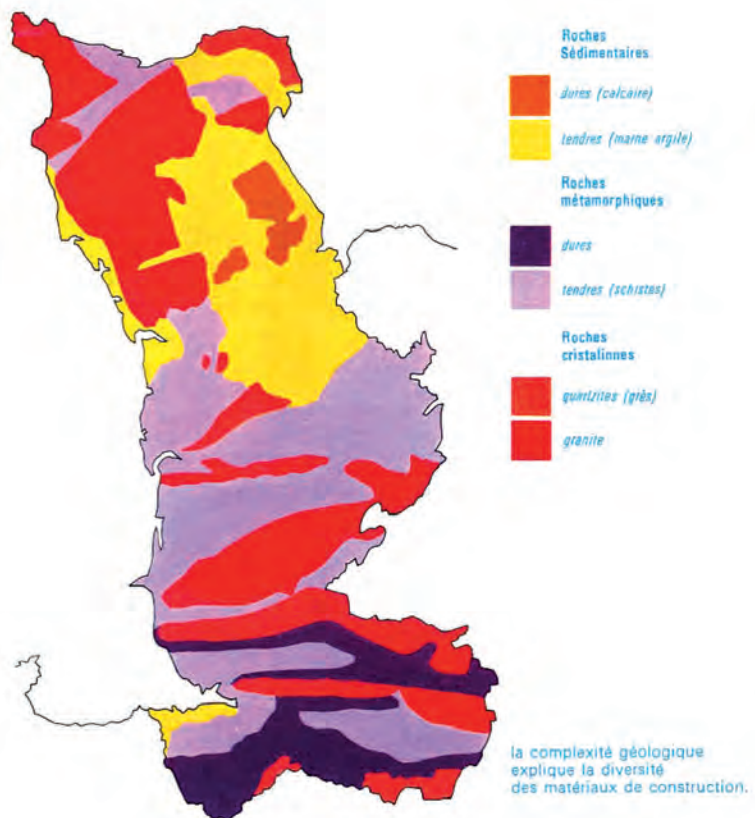 Roches
Sédimentaires
dures (calcaire)
tendres (marne argile)
Roches
métamorphiques
dures
tendres (schistes)
Roches
cristallines
quartzites (grès)
granite
la complexité géologique
explique la diversité
des matériaux de construction.